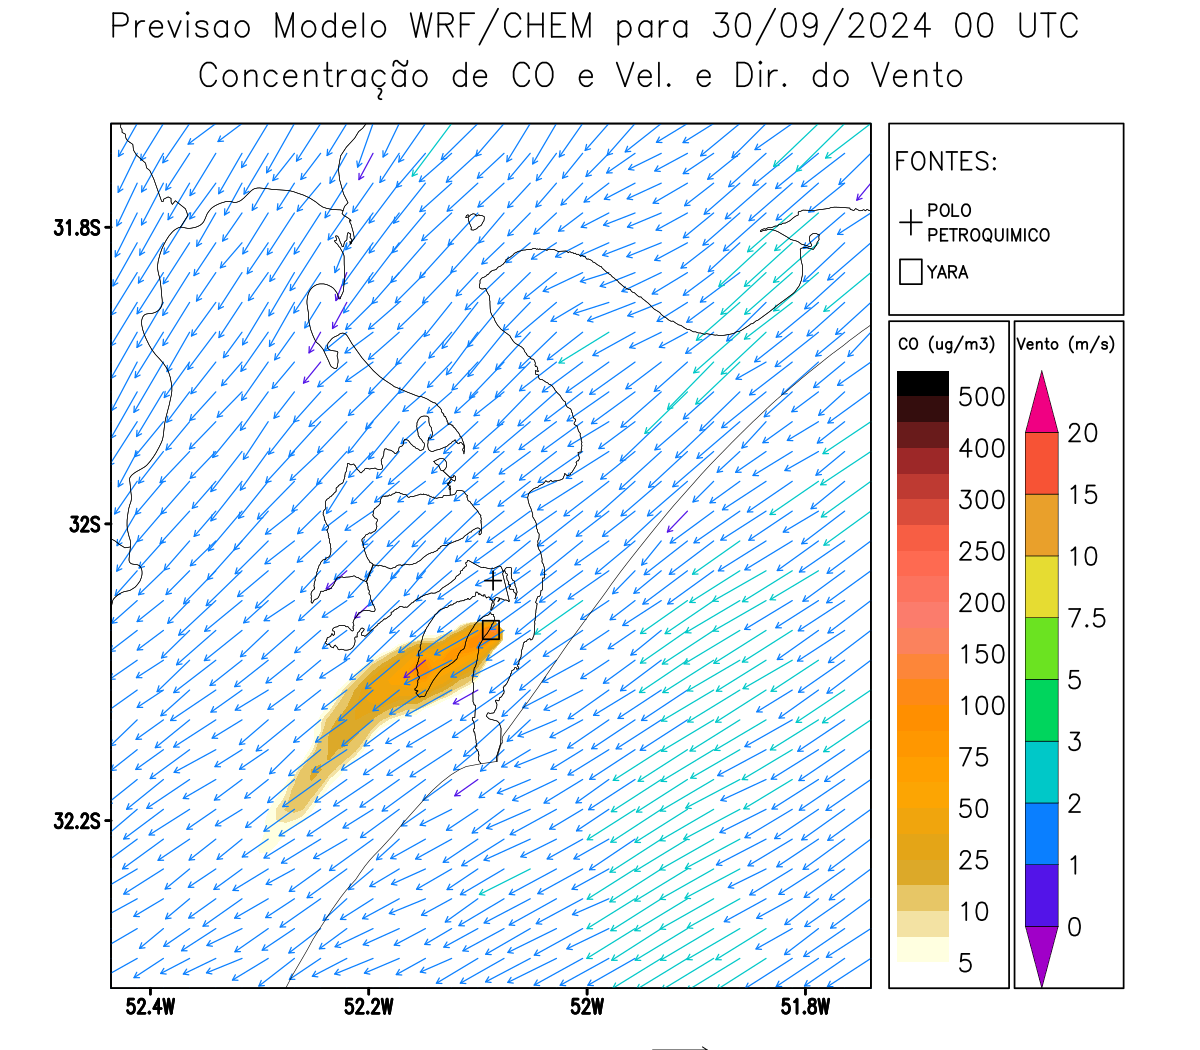 Previsao Modelo WRF/CHEM para 30/09/2024 00 UTC
Concentração de CO e Vel. e Dir. do Vento
FONTES:
POLO
PETROQUIMICO
YARA
CO (ug/m3)
500
400
300
250
200
150
100
75
50
25
10
5
Vento (m/s)
20
15
10
7.5
5
3
2
1
0
31.8S
32S
32.2S
52.4W
52.2W
52W
51.8W